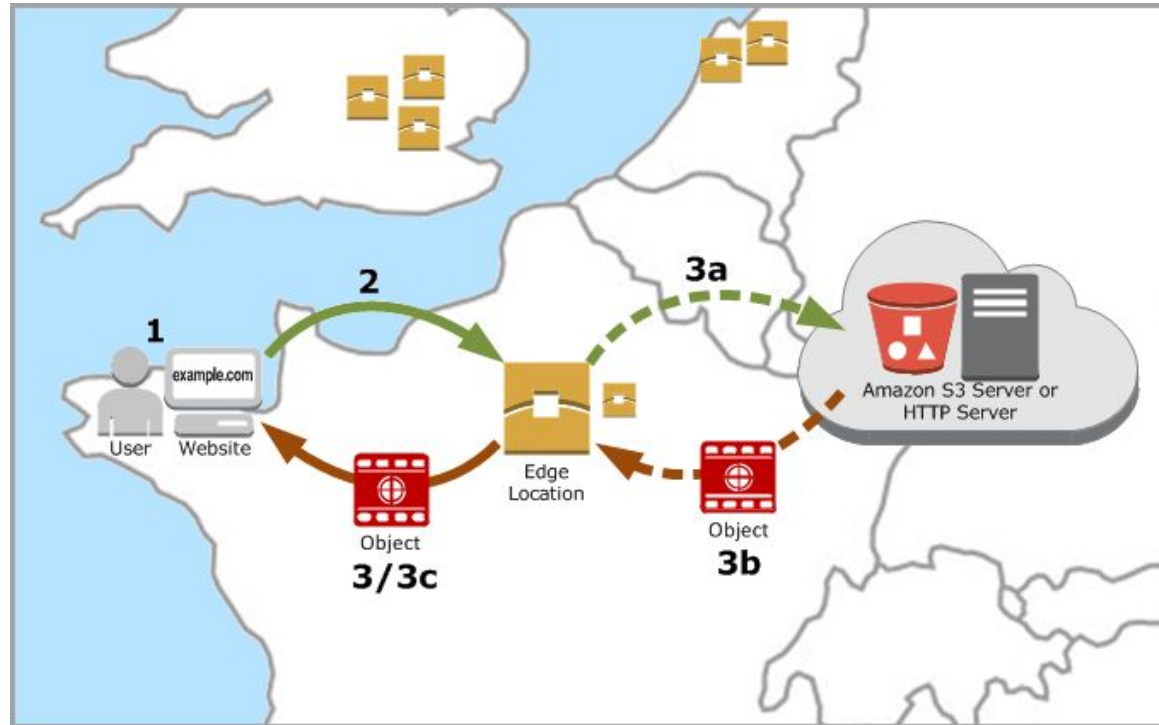 2
3a
1
example.com
User
Website
Amazon S3 Server or
HTTP Server
Edge
Location
Object
3/3c
Object
3b